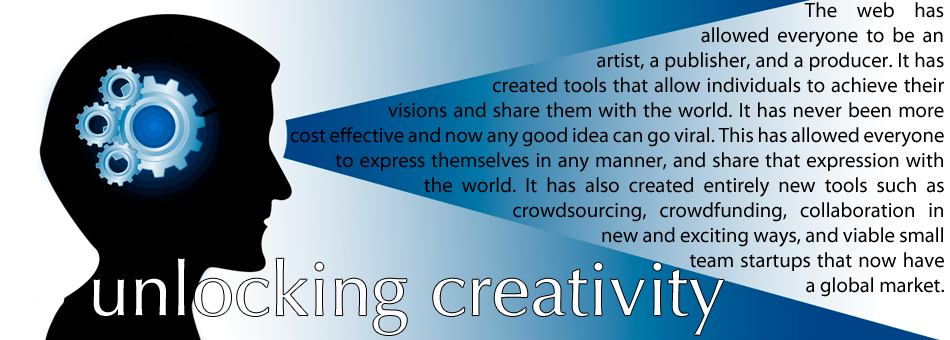 The web has
allowed everyone to be an
artist, a publisher, and a producer. It has
created tools that allow individuals to achieve their
visions and share them with the world. It has never been more
cost effective and now any good idea can go viral. This has allowed everyone
to express themselves in any manner, and share that expression with
the world. It has also created entirely new tools such as
crowdsourcing, crowdfunding, collaboration in
new and exciting ways, and viable small
team startups that now have
a global market.
unlocking creativity